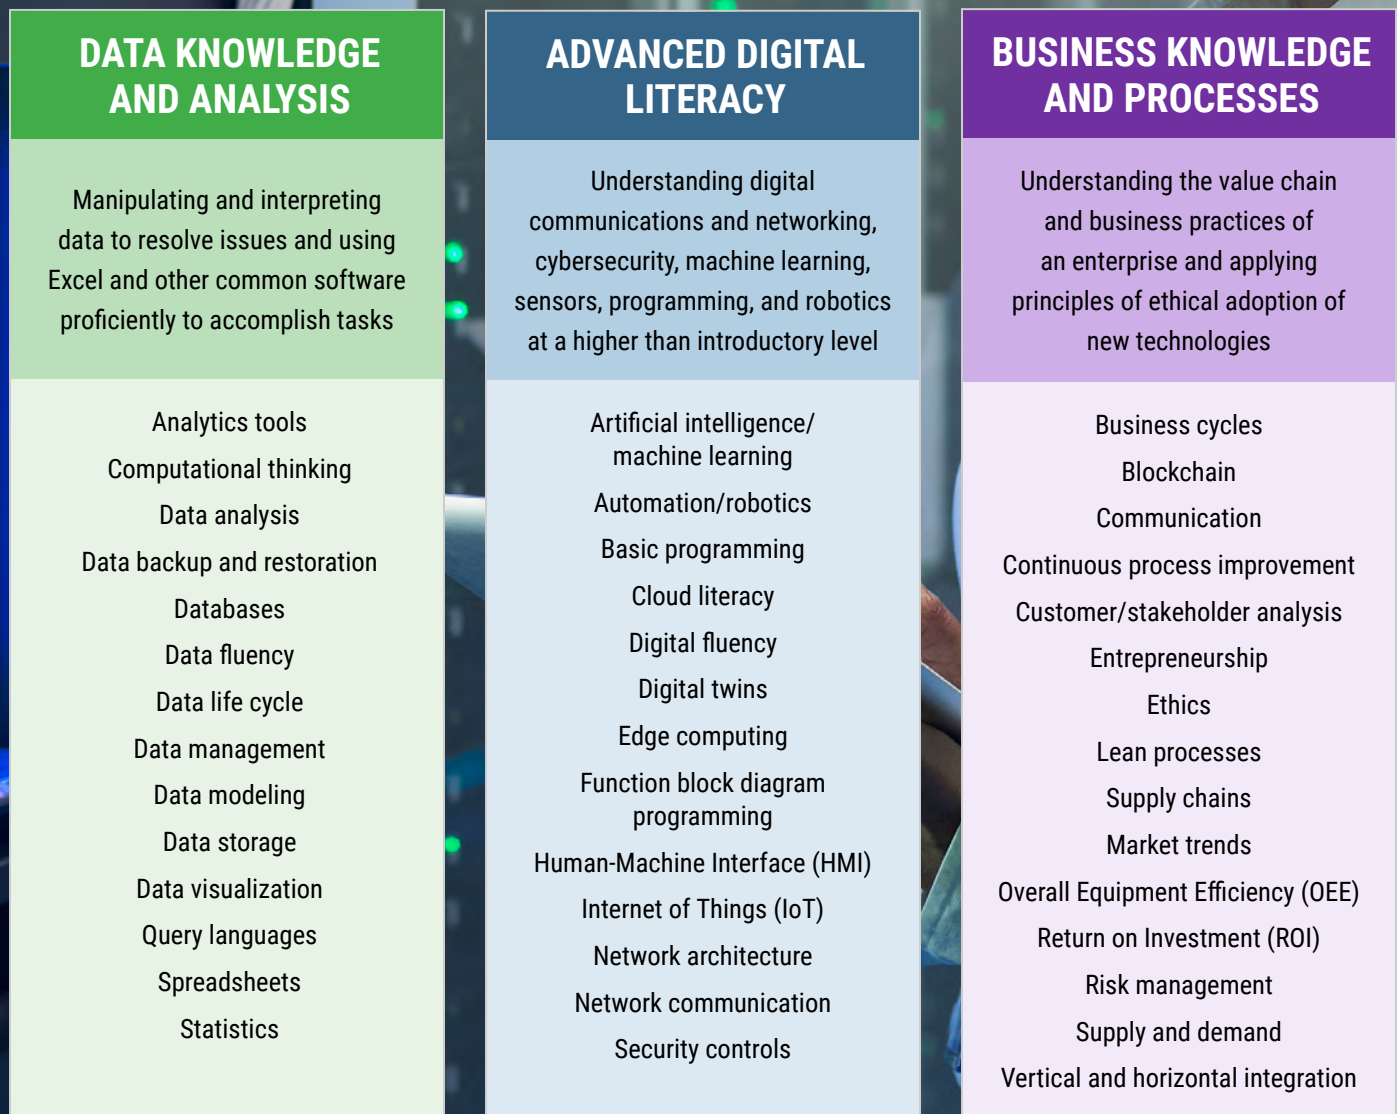 DATA KNOWLEDGE
AND ANALYSIS
Manipulating and interpreting
data to resolve issues and using
Excel and other common software
proficiently to accomplish tasks
Analytics tools
Computational thinking
Data analysis
Data backup and restoration
Databases
Data fluency
Data life cycle
Data management
Data modeling
Data storage
Data visualization
Query languages
Spreadsheets
Statistics
ADVANCED DIGITAL
LITERACY
Understanding digital
communications and networking,
cybersecurity, machine learning,
sensors, programming, and robotics
at a higher than introductory level
Artificial intelligence/
machine learning
Automation/robotics
Basic programming
Cloud literacy
Digital fluency
Digital twins
Edge computing
Function block diagram
programming
Human-Machine Interface (HMI)
Internet of Things (IoT)
Network architecture
Network communication
Security controls
BUSINESS KNOWLEDGE
AND PROCESSES
Understanding the value chain
and business practices of
an enterprise and applying
principles of ethical adoption of
new technologies
Business cycles
Blockchain
Communication
Continuous process improvement
Customer/stakeholder analysis
Entrepreneurship
Ethics
Lean processes
Supply chains
Market trends
Overall Equipment Efficiency (OEE)
Return on Investment (ROI)
Risk management
Supply and demand
Vertical and horizontal integration